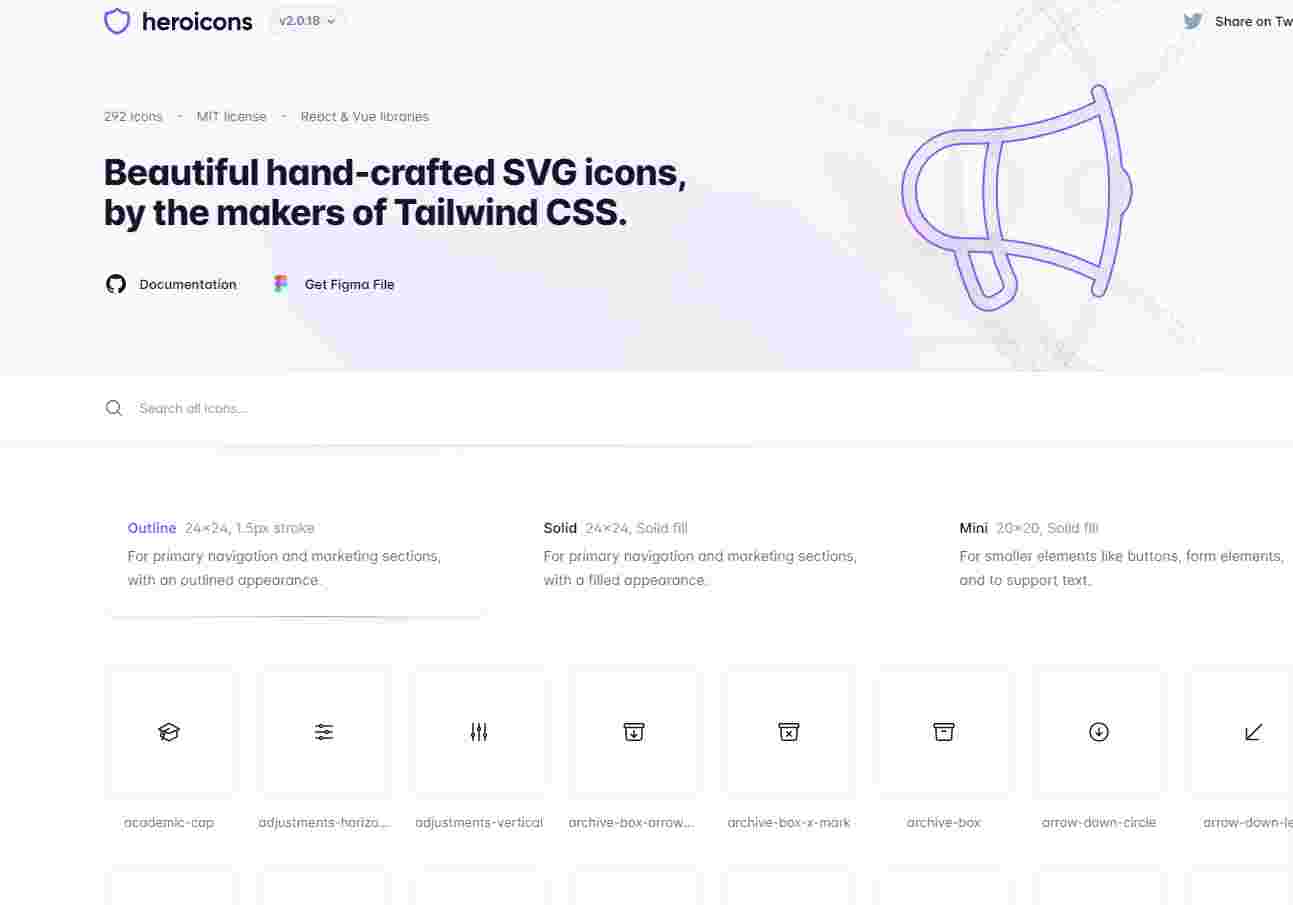 heroicons v2.0.18 Share on Tw
292 icons · MIT license · React & Vue libraries
Beautiful hand-crafted SVG icons,
by the makers of Tailwind CSS.
Documentation Get Figma File
Search all icons...
Outline 24×24, 1.5px stroke
For primary navigation and marketing sections,
with an outlined appearance.
Solid 24×24, Solid fill
For primary navigation and marketing sections,
with a filled appearance.
Mini 20×20, Solid fill
For smaller elements like buttons, form elements,
and to support text.
academic-cap adjustments-horizo... adjustments-vertical archive-box-arrow... archive-box-x-mark archive-box arrow-down-circle arrow-down-le